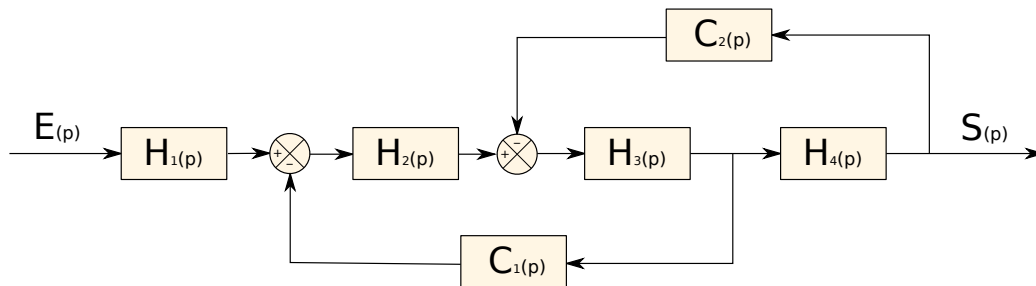 C2(p)
E(p)
H1(p)
+
−
H2(p)
+
−
H3(p)
H4(p)
S(p)
C1(p)